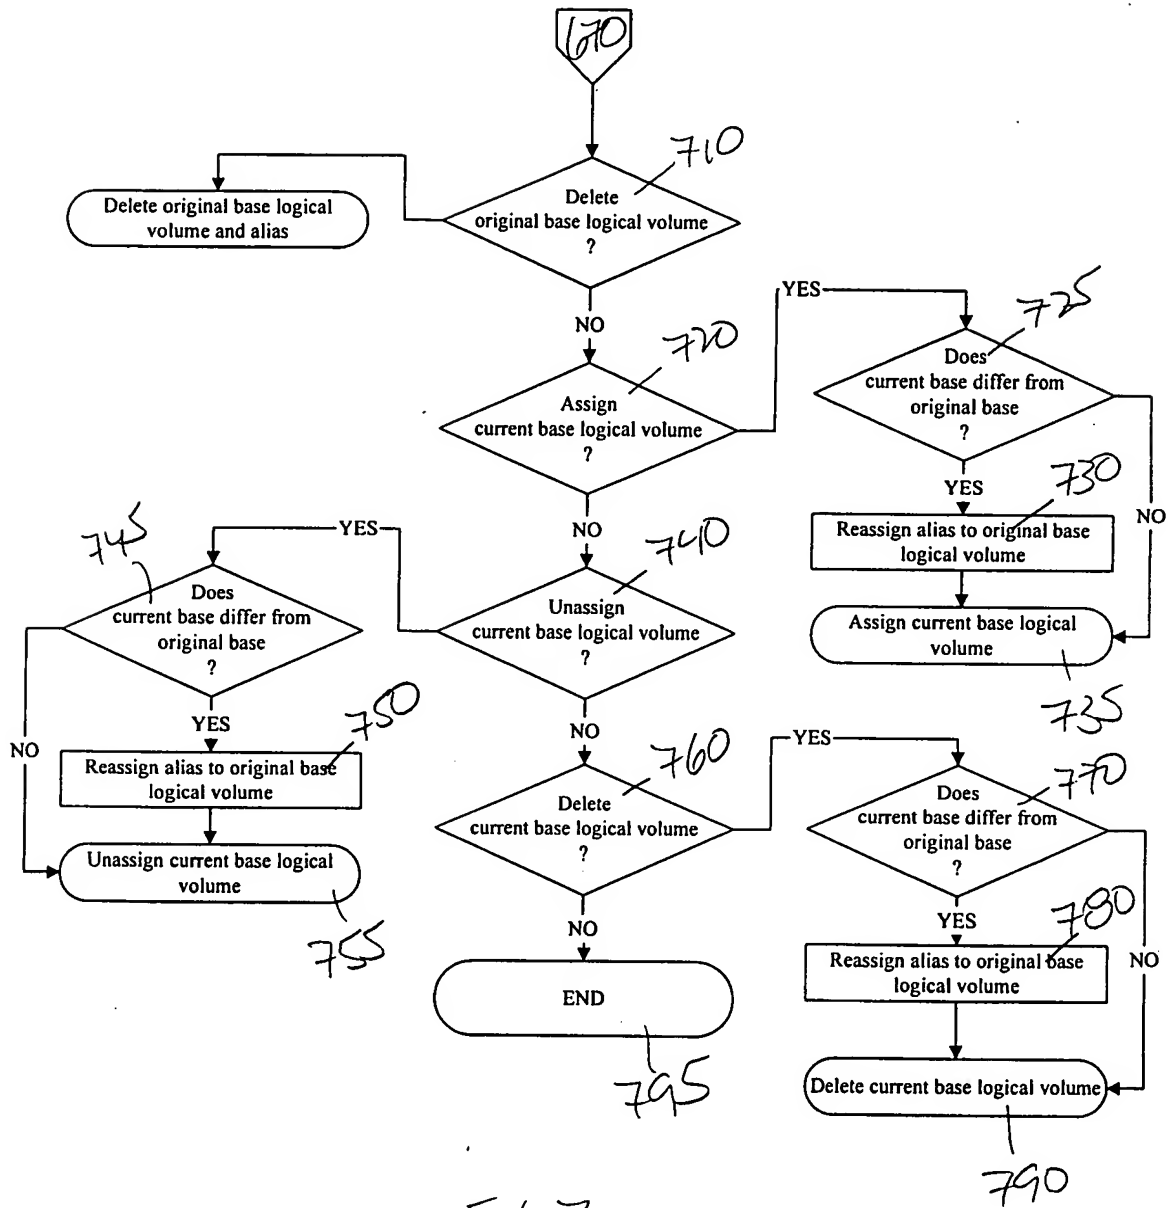 670
710
Delete
original base logical volume
?
Delete original base logical
volume and alias
NO
YES
720
Assign
current base logical volume
?
725
Does
current base differ from
original base
?
YES
NO
730
Reassign alias to original base
logical volume
Assign current base logical
volume
735
NO
740
Unassign
current base logical volume
?
YES
745
Does
current base differ from
original base
?
YES
NO
750
Reassign alias to original base
logical volume
Unassign current base logical
volume
755
NO
760
Delete
current base logical volume
?
YES
770
Does
current base differ from
original base
?
YES
NO
780
Reassign alias to original base
logical volume
Delete current base logical volume
790
NO
END
795